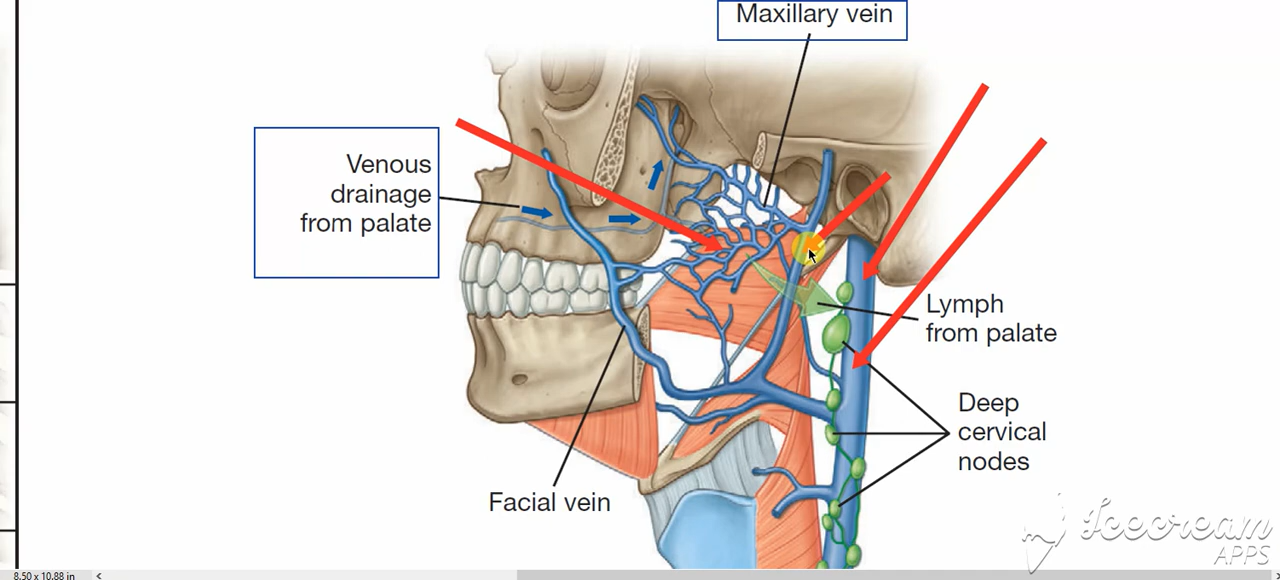 Maxillary vein
Venous
drainage
from palate
Lymph
from palate
Deep
cervical
nodes
Facial vein
Icecream
APPS
8.50 x 10.88 in